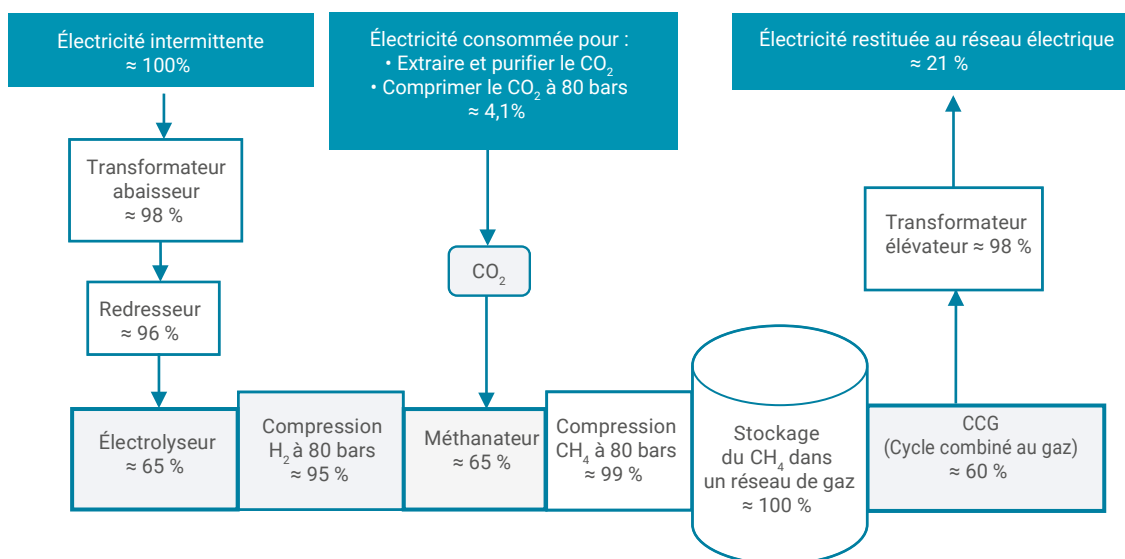 Électricité intermittente
≈ 100%
Transformateur
abaisseur
≈ 98 %
Redresseur
≈ 96 %
Électrolyseur
≈ 65 %
Compression
H₂ à 80 bars
≈ 95 %
Électricité consommée pour :
• Extraire et purifier le CO₂
• Comprimer le CO₂ à 80 bars
≈ 4,1%
CO₂
Méthanateur
≈ 65 %
Compression
CH₄ à 80 bars
≈ 99 %
Stockage
du CH₄ dans
un réseau de gaz
≈ 100 %
CCG
(Cycle combiné au gaz)
≈ 60 %
Transformateur
élévateur ≈ 98 %
Électricité restituée au réseau électrique
≈ 21 %